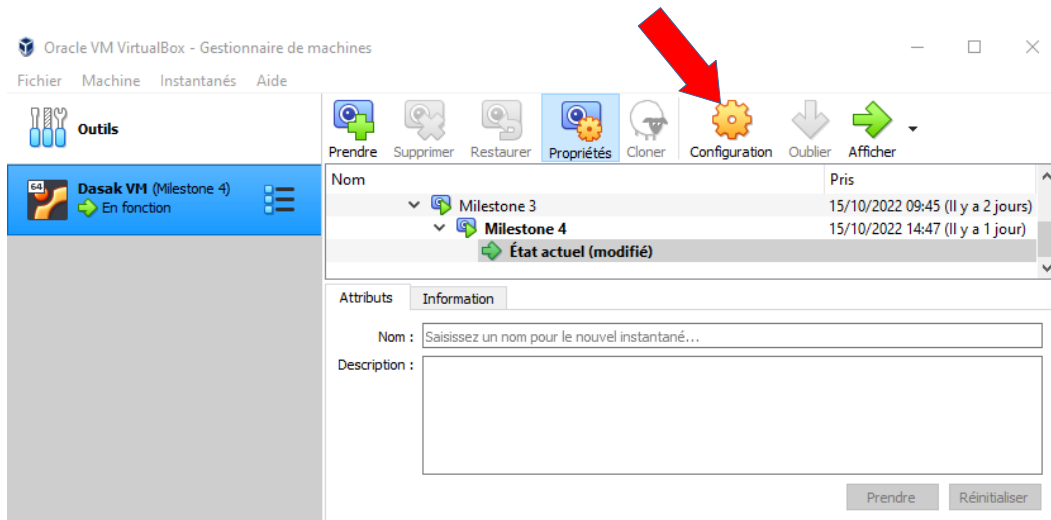 Oracle VM VirtualBox - Gestionnaire de machines
Fichier Machine Instantanés Aide
Outils
Prendre Supprimer Restaurer Propriétés Cloner Configuration Oublier Afficher
64
Dasak VM (Milestone 4)
En fonction
Nom Pris
Milestone 3 15/10/2022 09:45 (Il y a 2 jours)
Milestone 4 15/10/2022 14:47 (Il y a 1 jour)
État actuel (modifié)
Attributs Information
Nom : Saisissez un nom pour le nouvel instantané...
Description :
Prendre Réinitialiser